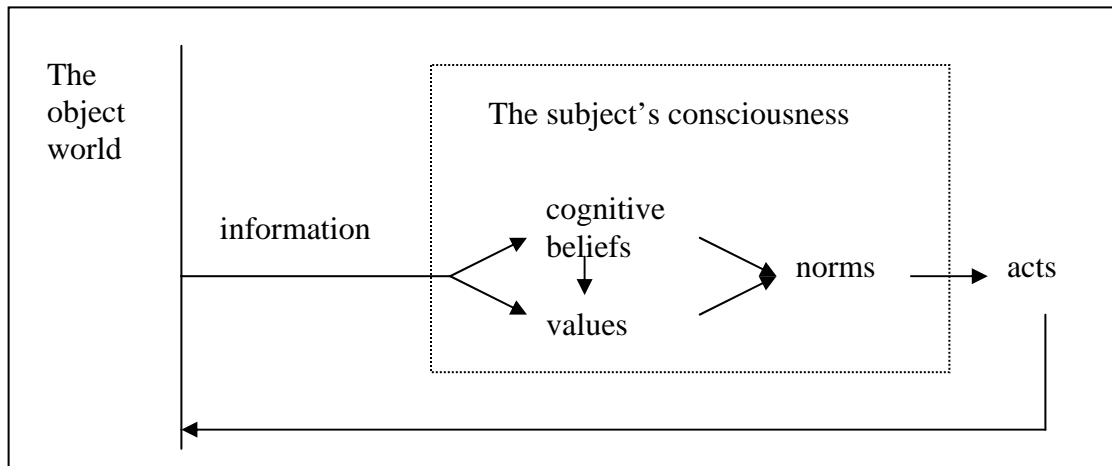 The
object
world
The subject’s consciousness
information
cognitive
beliefs
values
norms
acts